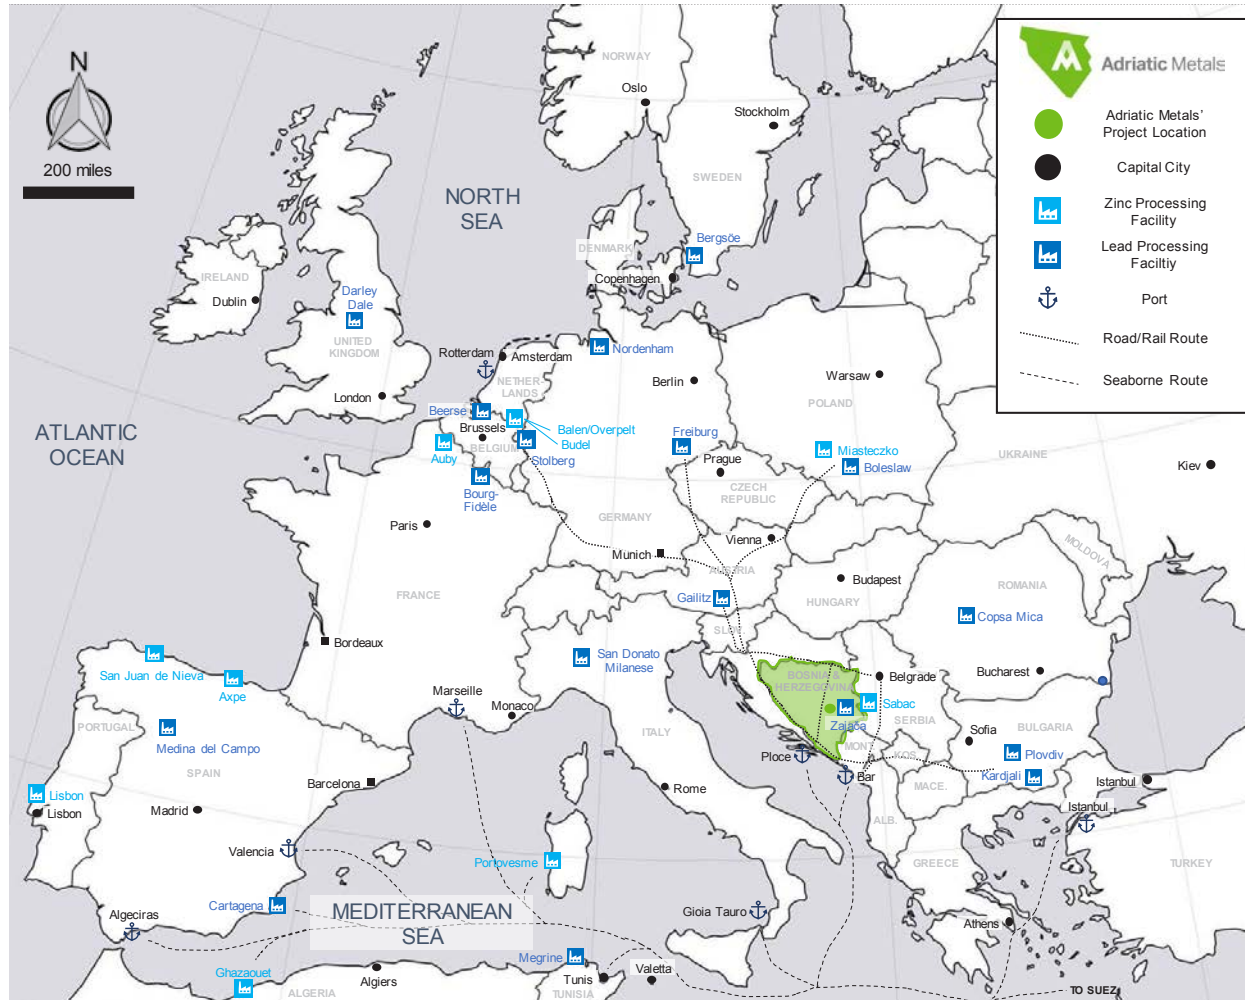 N
200 miles
Adriatic Metals
Adriatic Metals'
Project Location
Capital City
Zinc Processing
Facility
Lead Processing
Faciltiy
Port
Road/Rail Route
Seaborne Route
NORWAY
Oslo
Stockholm
SWEDEN
NORTH
SEA
Bergsöe
DENMARK
Copenhagen
IRELAND
Dublin
Darley
Dale
UNITED
KINGDOM
London
Rotterdam
Amsterdam
NETHER-
LANDS
Nordenham
Berlin
Warsaw
POLAND
Beerse
Brussels
BELGIUM
Balen/Overpelt
Budel
Auby
Stolberg
Bourg-
Fidèle
Freiburg
Prague
CZECH
REPUBLIC
Miasteczko
Boleslaw
UKRAINE
Kiev
ATLANTIC
OCEAN
Paris
GERMANY
Munich
Vienna
AUSTRIA
MOLDOVA
Budapest
HUNGARY
ROMANIA
FRANCE
Gailitz
SLOV.
Copsa Mica
Bordeaux
San Donato
Milanese
San Juan de Nieva
Axpe
BOSNIA &
HERZEGOVINA
Belgrade
Bucharest
Marseille
Monaco
Sabac
Zajača
SERBIA
PORTUGAL
Medina del Campo
ITALY
Sofia
BULGARIA
Ploce
MONT.
KOS.
Plovdiv
SPAIN
Barcelona
Bar
Kardjali
Istanbul
MACE.
Lisbon
Lisbon
Madrid
Rome
Istanbul
ALB.
Valencia
Portovesme
GREECE
TURKEY
Cartagena
MEDITERRANEAN
SEA
Algeciras
Gioia Tauro
Athens
Ghazaouet
Algiers
ALGERIA
Megrine
Tunis
TUNISIA
Valetta
TO SUEZ